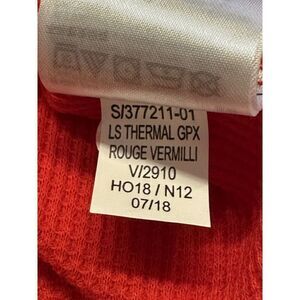 S/377211-01
LS THERMAL GPX
ROUGE VERMILLI
V/2910
HO18 / N12
07/18